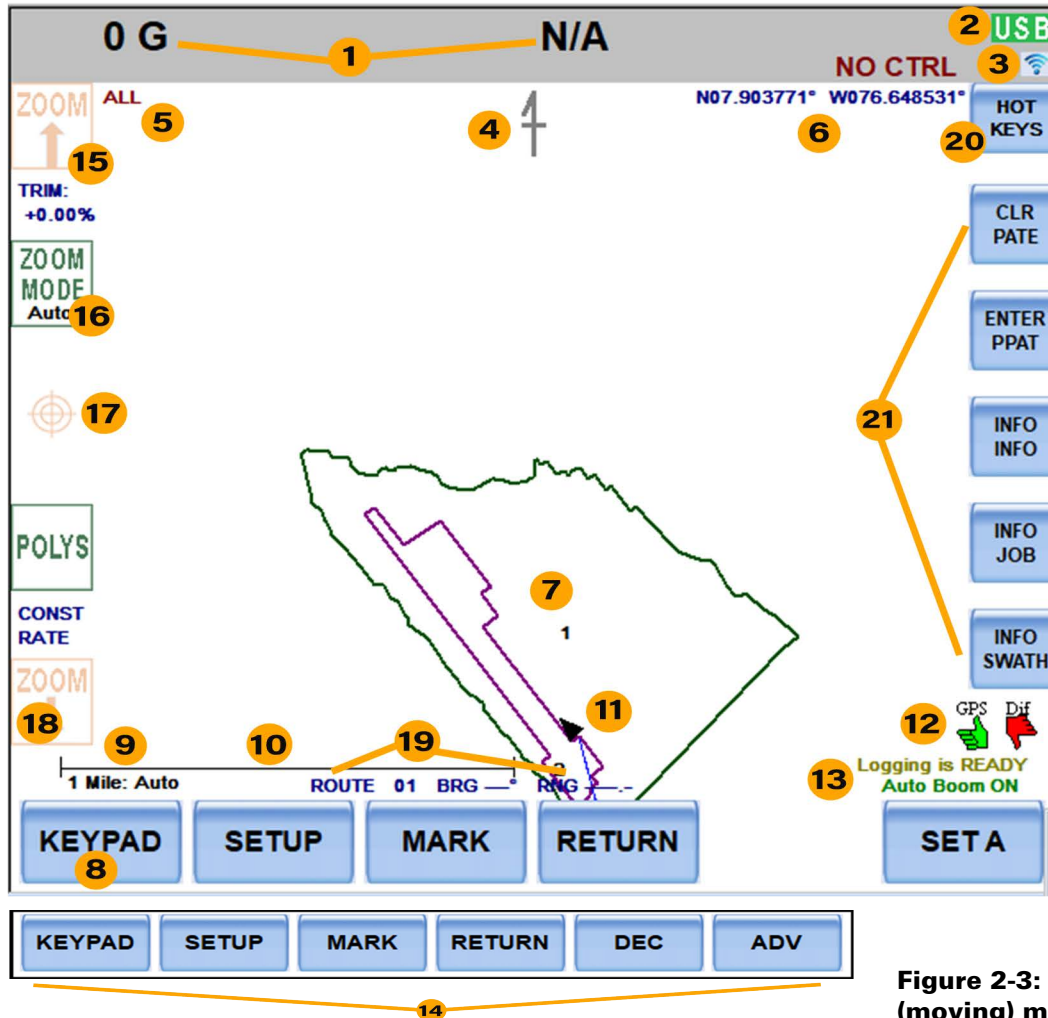 0 G
1
N/A
2
USB
NO CTRL
3
ZOOM
15
ALL
5
4
N07.903771° W076.648531°
6
HOT
KEYS
20
TRIM:
+0.00%
CLR
PATE
ZOOM
MODE
Auto
16
ENTER
PPAT
17
21
INFO
INFO
POLYS
INFO
JOB
7
1
CONST
RATE
INFO
SWATH
ZOOM
18
11
12
GPS Dif
9
10
19
1 Mile: Auto
ROUTE 01 BRG —° RNG ——.–
13
Logging is READY
Auto Boom ON
KEYPAD
8
SETUP
MARK
RETURN
SET A
KEYPAD
SETUP
MARK
RETURN
DEC
ADV
14
Figure 2-3:
(moving) m